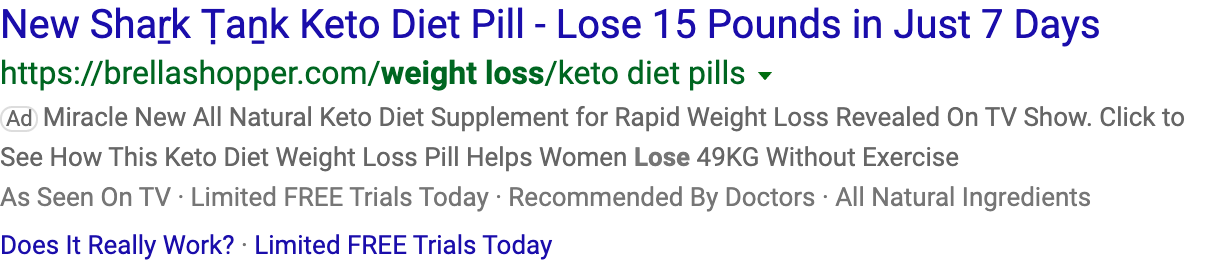 New Shaṟk Ṭaṉk Keto Diet Pill - Lose 15 Pounds in Just 7 Days
https://brellashopper.com/weight loss/keto diet pills
Ad Miracle New All Natural Keto Diet Supplement for Rapid Weight Loss Revealed On TV Show. Click to
See How This Keto Diet Weight Loss Pill Helps Women Lose 49KG Without Exercise
As Seen On TV · Limited FREE Trials Today · Recommended By Doctors · All Natural Ingredients
Does It Really Work? · Limited FREE Trials Today